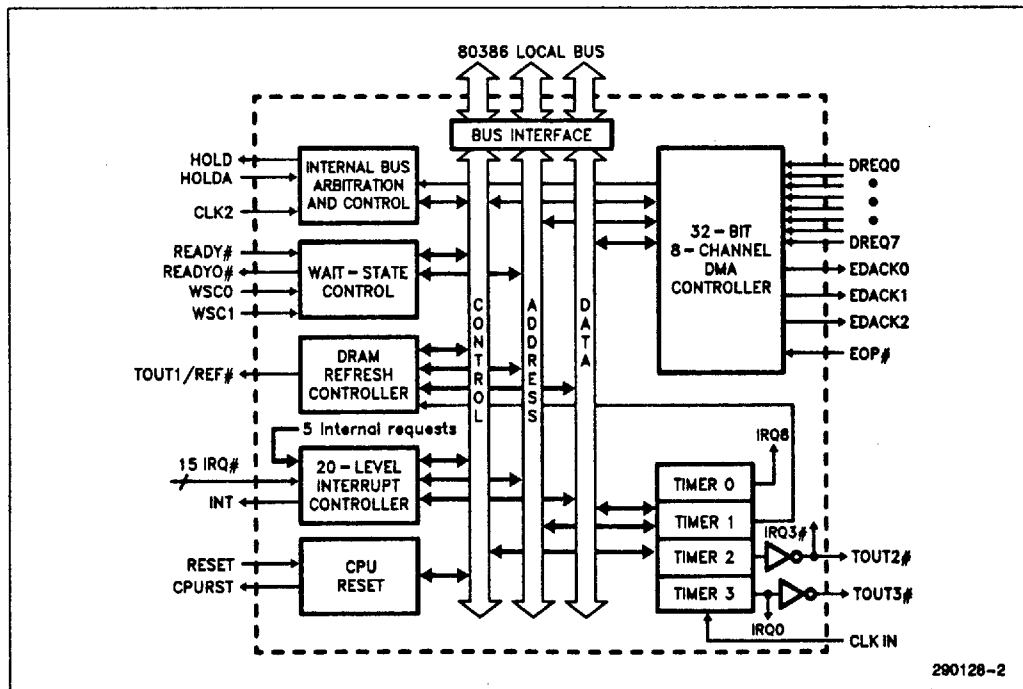 80386 LOCAL BUS
BUS INTERFACE
HOLD
HOLDA
CLK2
INTERNAL BUS
ARBITRATION
AND CONTROL
READY#
READYO#
WSC0
WSC1
WAIT-STATE
CONTROL
TOUT1/REF#
DRAM
REFRESH
CONTROLLER
5 Internal requests
15 IRQ#
INT
20-LEVEL
INTERRUPT
CONTROLLER
RESET
CPURST
CPU
RESET
CONTROL
ADDRESS
DATA
32-BIT
8-CHANNEL
DMA
CONTROLLER
DREQ0
DREQ7
EDACK0
EDACK1
EDACK2
EOP#
IRQ8
TIMER 0
TIMER 1
IRQ3#
TIMER 2
TOUT2#
TIMER 3
TOUT3#
IRQ0
CLKIN
290128-2